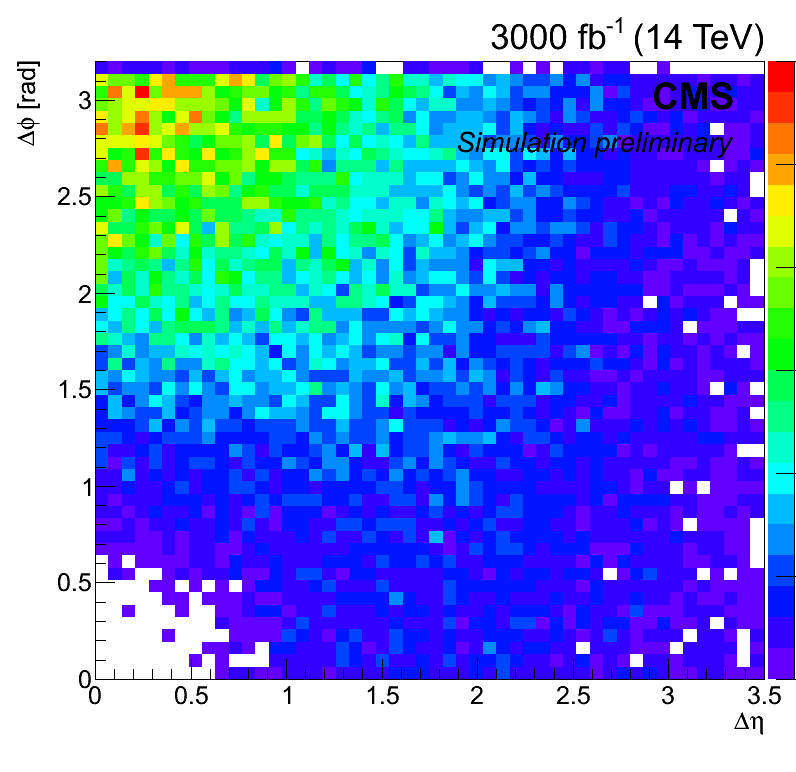 3000 fb-1 (14 TeV)
CMS
Simulation preliminary
Δϕ [rad]
3
2.5
2
1.5
1
0.5
0
0 0.5 1 1.5 2 2.5 3 3.5
Δη